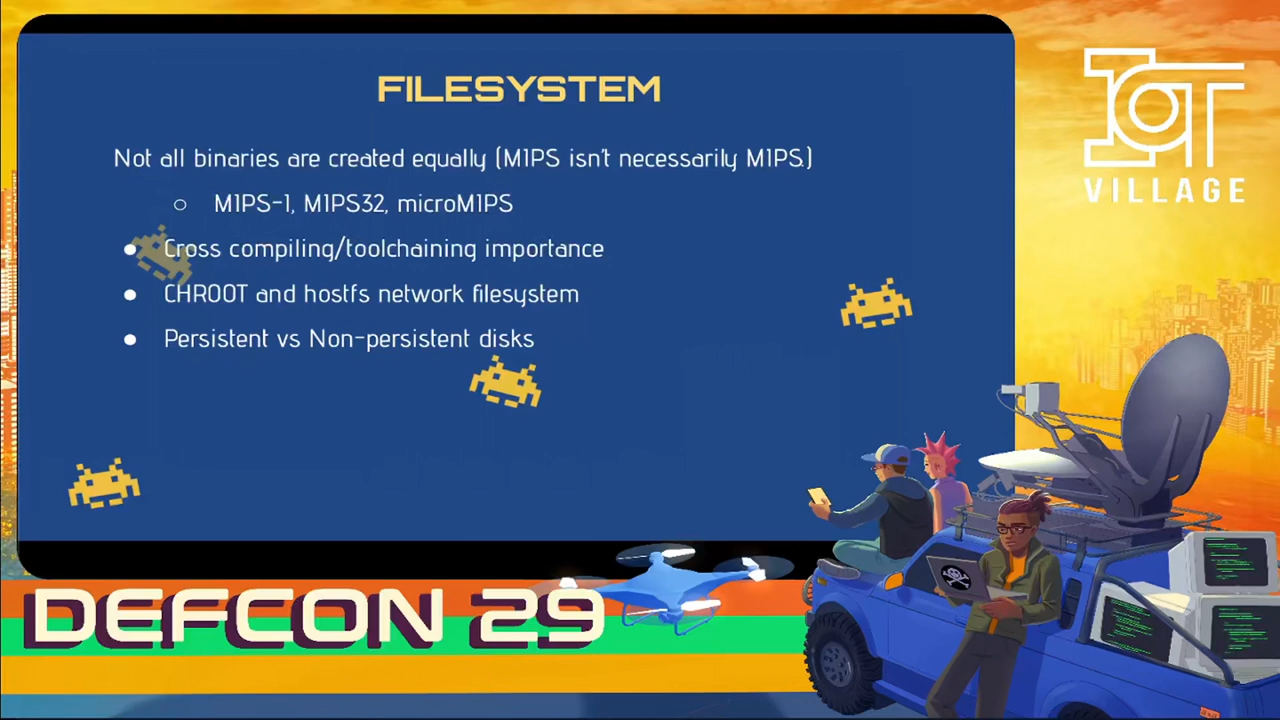 FILESYSTEM
Not all binaries are created equally (MIPS isn't necessarily MIPS.)
○ MIPS-1, MIPS32, microMIPS
● Cross compiling/toolchaining importance
● CHROOT and hostfs network filesystem
● Persistent vs Non-persistent disks
IOT
VILLAGE
DEFCON 29